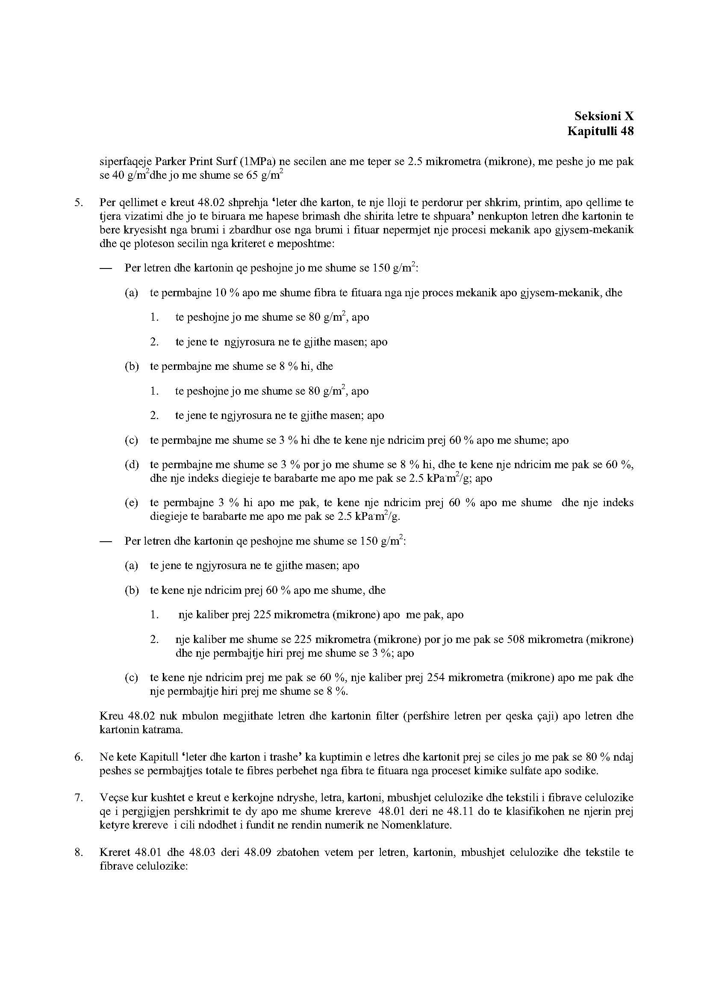 Seksioni X
Kapitulli 48
siperfaqeje Parker Print Surf (1MPa) ne secilen ane me teper se 2.5 mikrometra (mikrone), me peshe jo me pak
se 40 g/m²dhe jo me shume se 65 g/m²
5. Per qellimet e kreut 48.02 shprehja ‘leter dhe karton, te nje lloji te perdorur per shkrim, printim, apo qellime te
tjera vizatimi dhe jo te biruara me hapese brimash dhe shirita letre te shpuara’ nenkupton letren dhe kartonin te
bere kryesisht nga brumi i zbardhur ose nga brumi i fituar nepermjet nje procesi mekanik apo gjysem-mekanik
dhe qe ploteson secilin nga kriteret e meposhtme:
— Per letren dhe kartonin qe peshojne jo me shume se 150 g/m²:
(a) te permbajne 10 % apo me shume fibra te fituara nga nje proces mekanik apo gjysem-mekanik, dhe
1. te peshojne jo me shume se 80 g/m², apo
2. te jene te ngjyrosura ne te gjithe masen; apo
(b) te permbajne me shume se 8 % hi, dhe
1. te peshojne jo me shume se 80 g/m², apo
2. te jene te ngjyrosura ne te gjithe masen; apo
(c) te permbajne me shume se 3 % hi dhe te kene nje ndricim prej 60 % apo me shume; apo
(d) te permbajne me shume se 3 % por jo me shume se 8 % hi, dhe te kene nje ndricim me pak se 60 %,
dhe nje indeks diegieje te barabarte me apo me pak se 2.5 kPa·m²/g; apo
(e) te permbajne 3 % hi apo me pak, te kene nje ndricim prej 60 % apo me shume dhe nje indeks
diegieje te barabarte me apo me pak se 2.5 kPa·m²/g.
— Per letren dhe kartonin qe peshojne me shume se 150 g/m²:
(a) te jene te ngjyrosura ne te gjithe masen; apo
(b) te kene nje ndricim prej 60 % apo me shume, dhe
1. nje kaliber prej 225 mikrometra (mikrone) apo me pak, apo
2. nje kaliber me shume se 225 mikrometra (mikrone) por jo me pak se 508 mikrometra (mikrone)
dhe nje permbajtje hiri prej me shume se 3 %; apo
(c) te kene nje ndricim prej me pak se 60 %, nje kaliber prej 254 mikrometra (mikrone) apo me pak dhe
nje permbajtje hiri prej me shume se 8 %.
Kreu 48.02 nuk mbulon megjithate letren dhe kartonin filter (perfshire letren per qeska çaji) apo letren dhe
kartonin katrama.
6. Ne kete Kapitull ‘leter dhe karton i trashe’ ka kuptimin e letres dhe kartonit prej se ciles jo me pak se 80 % ndaj
peshes se permbajtjes totale te fibres perbehet nga fibra te fituara nga proceset kimike sulfate apo sodike.
7. Veçse kur kushtet e kreut e kerkojne ndryshe, letra, kartoni, mbushjet celulozike dhe tekstili i fibrave celulozike
qe i pergjigjen pershkrimit te dy apo me shume krereve 48.01 deri ne 48.11 do te klasifikohen ne njerin prej
ketyre krereve i cili ndodhet i fundit ne rendin numerik ne Nomenklature.
8. Kreret 48.01 dhe 48.03 deri 48.09 zbatohen vetem per letren, kartonin, mbushjet celulozike dhe tekstile te
fibrave celulozike: